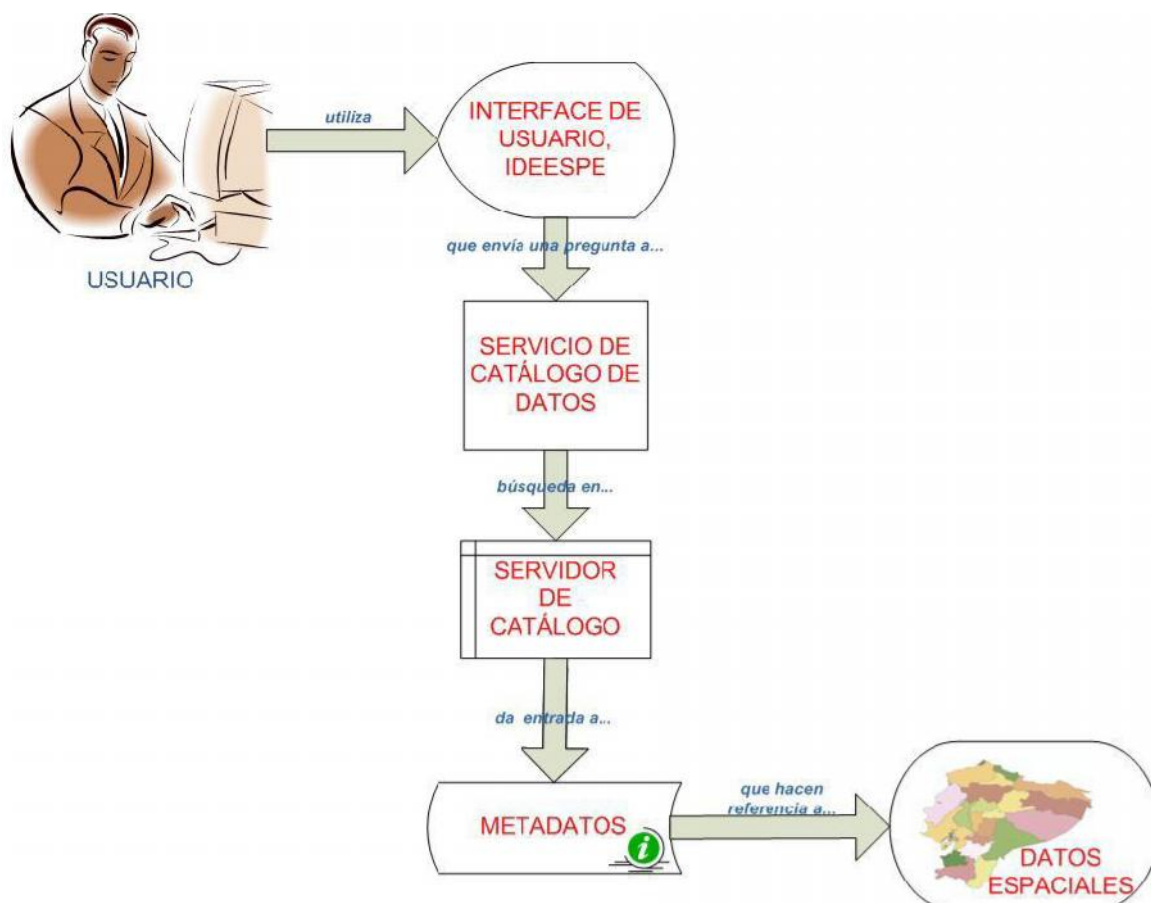 USUARIO
utiliza
INTERFACE DE
USUARIO,
IDEESPE
que envía una pregunta a...
SERVICIO DE
CATÁLOGO DE
DATOS
búsqueda en...
SERVIDOR
DE
CATÁLOGO
da entrada a...
METADATOS
i
que hacen
referencia a...
DATOS
ESPACIALES